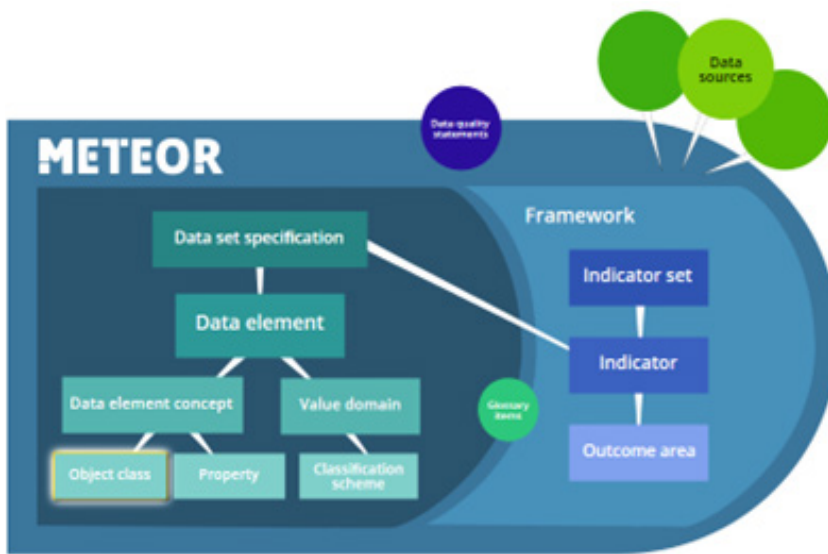 Data
sources
Data quality
statements
METEOR
Framework
Data set specification
Indicator set
Data element
Indicator
Data element concept
Value domain
Glossary
items
Outcome area
Object class
Property
Classification
scheme